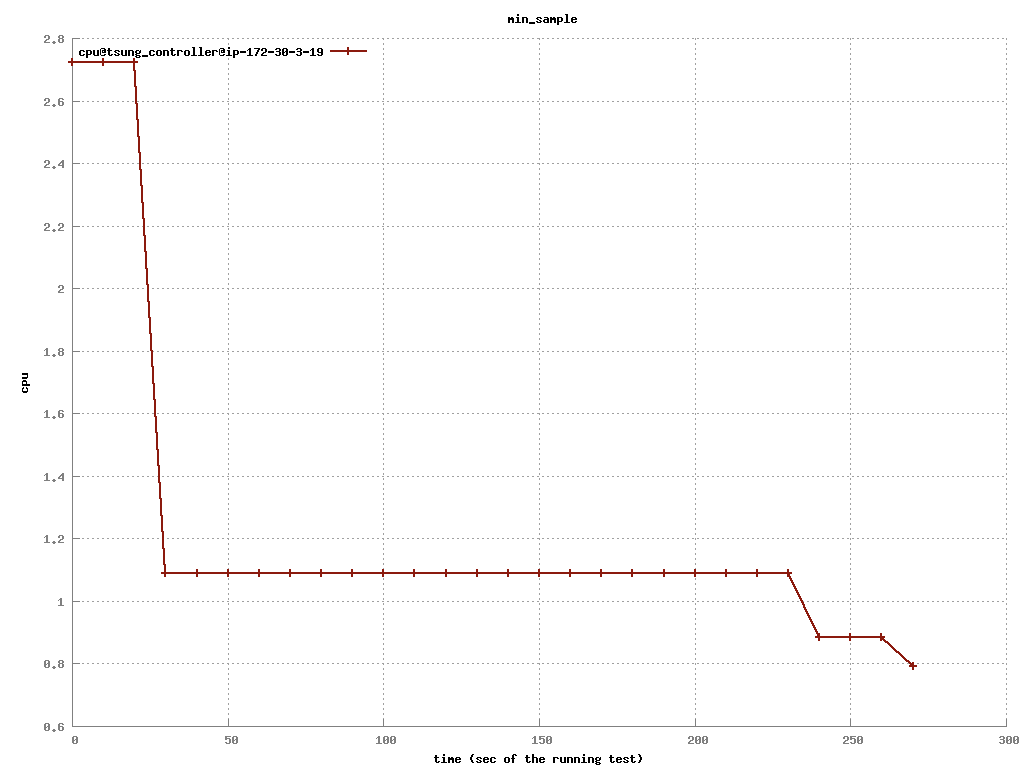 min_sample
cpu@tsung_controller@ip-172-30-3-19
2.8
2.6
2.4
2.2
2
1.8
1.6
1.4
1.2
1
0.8
0.6
cpu
0 50 100 150 200 250 300
time (sec of the running test)